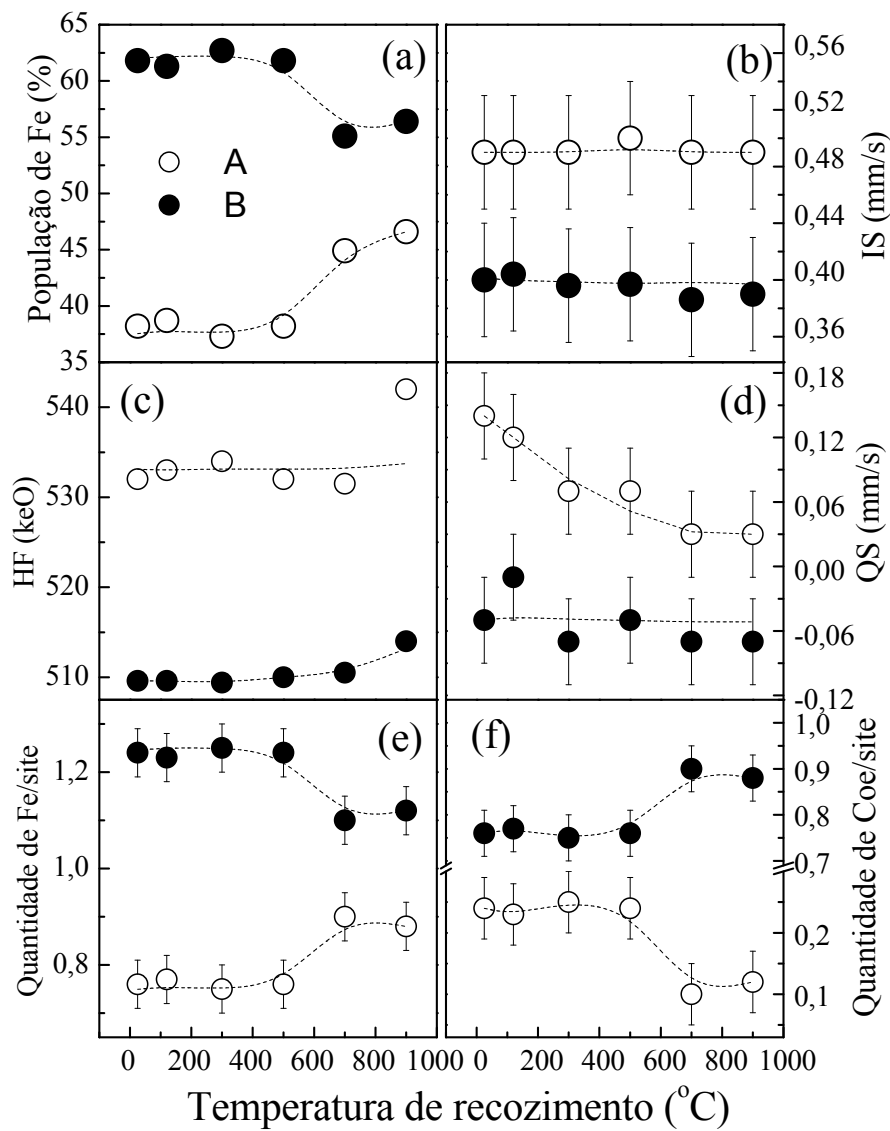 65
60
55
50
45
40
35
População de Fe (%)
(a)
A
B
(b)
0,56
0,52
0,48
0,44
0,40
0,36
IS (mm/s)
540
530
520
510
HF (keO)
(c)
(d)
0,18
0,12
0,06
0,00
-0,06
-0,12
QS (mm/s)
1,2
1,0
0,8
Quantidade de Fe/site
(e)
(f)
1,0
0,9
0,8
0,7
0,2
0,1
Quantidade de Coe/site
0 200 400 600 800 1000
0 200 400 600 800 1000
Temperatura de recozimento (°C)